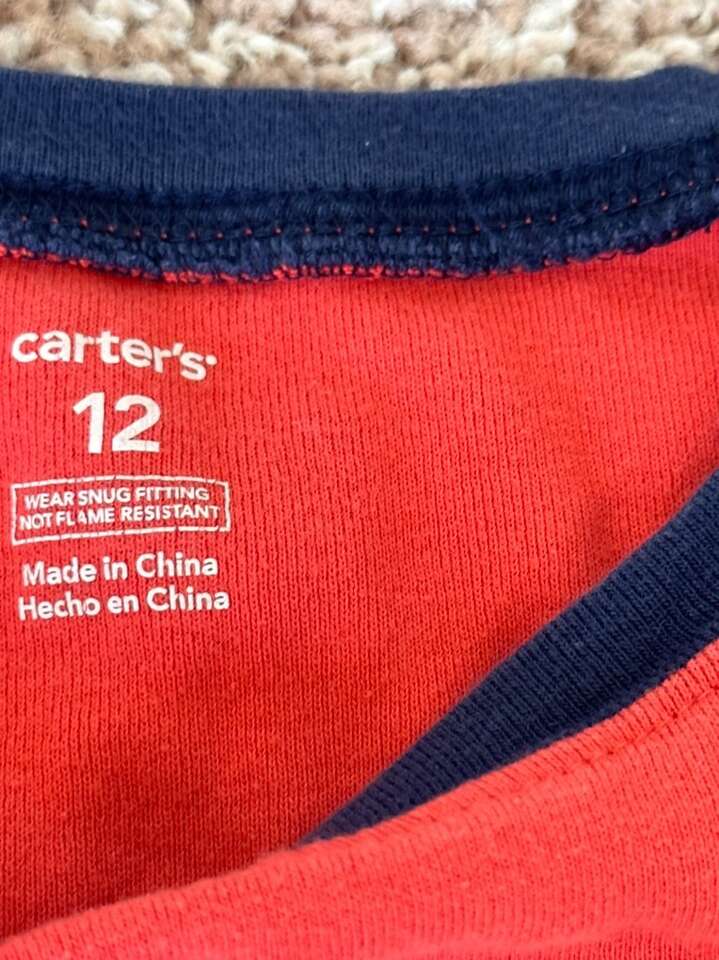 carter's
12
WEAR SNUG FITTING
NOT FLAME RESISTANT
Made in China
Hecho en China